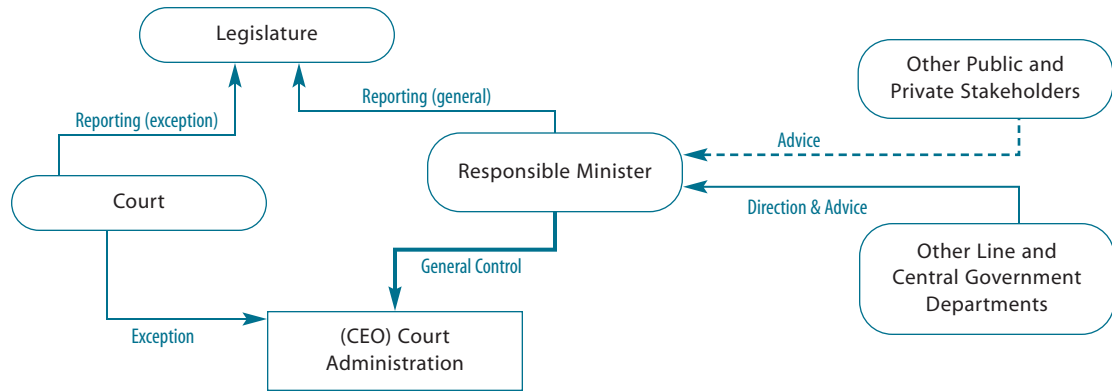 Legislature
Other Public and
Private Stakeholders
Reporting (general)
Reporting (exception)
Advice
Responsible Minister
Court
Direction & Advice
Other Line and
Central Government
Departments
General Control
Exception
(CEO) Court
Administration